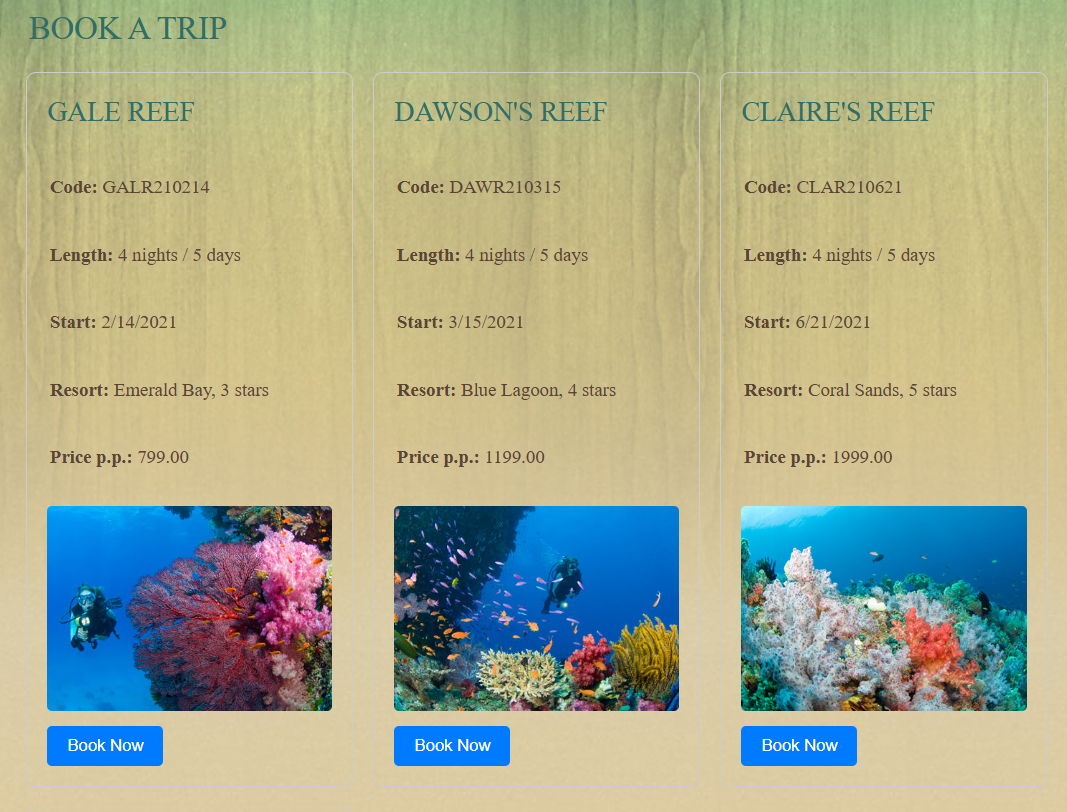 BOOK A TRIP
GALE REEF
Code: GALR210214
Length: 4 nights / 5 days
Start: 2/14/2021
Resort: Emerald Bay, 3 stars
Price p.p.: 799.00
Book Now
DAWSON'S REEF
Code: DAWR210315
Length: 4 nights / 5 days
Start: 3/15/2021
Resort: Blue Lagoon, 4 stars
Price p.p.: 1199.00
Book Now
CLAIRE'S REEF
Code: CLAR210621
Length: 4 nights / 5 days
Start: 6/21/2021
Resort: Coral Sands, 5 stars
Price p.p.: 1999.00
Book Now